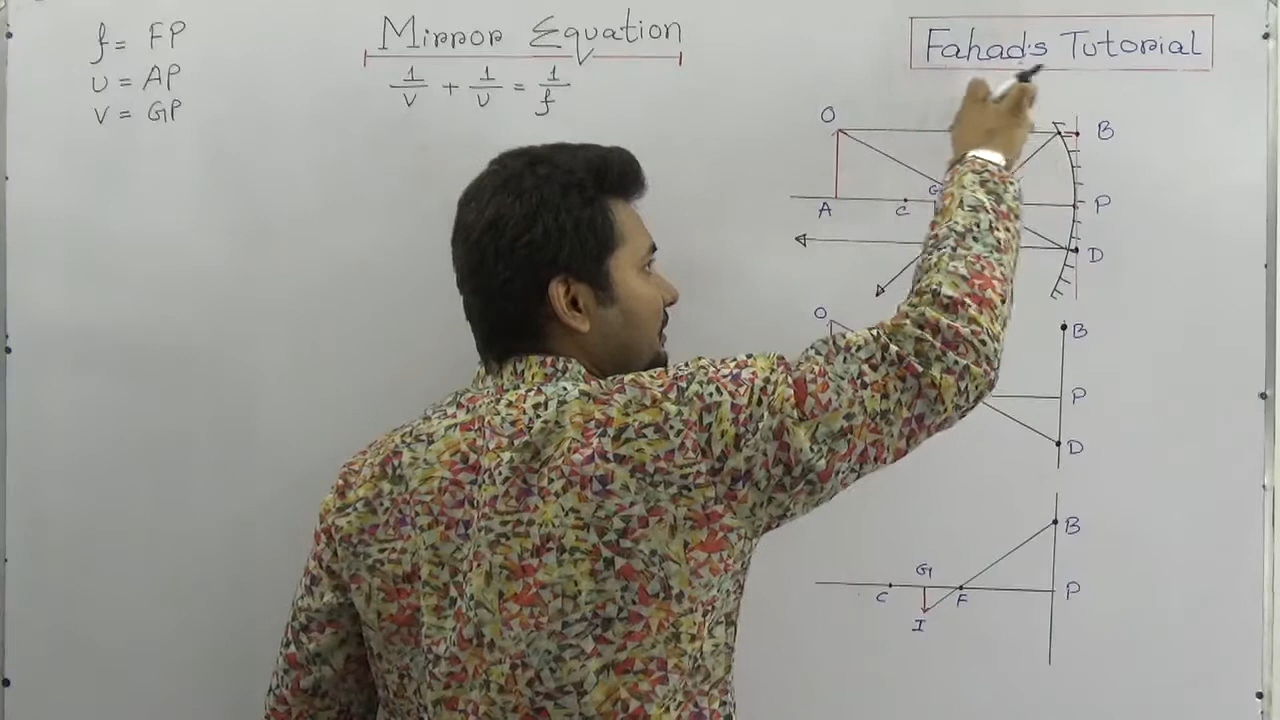 f = FP
u = AP
v = GP
Mirror Equation
1/v + 1/u = 1/f
Fahad's Tutorial
O
B
G
A
C
P
D
O
B
P
D
B
G
C
F
P
I